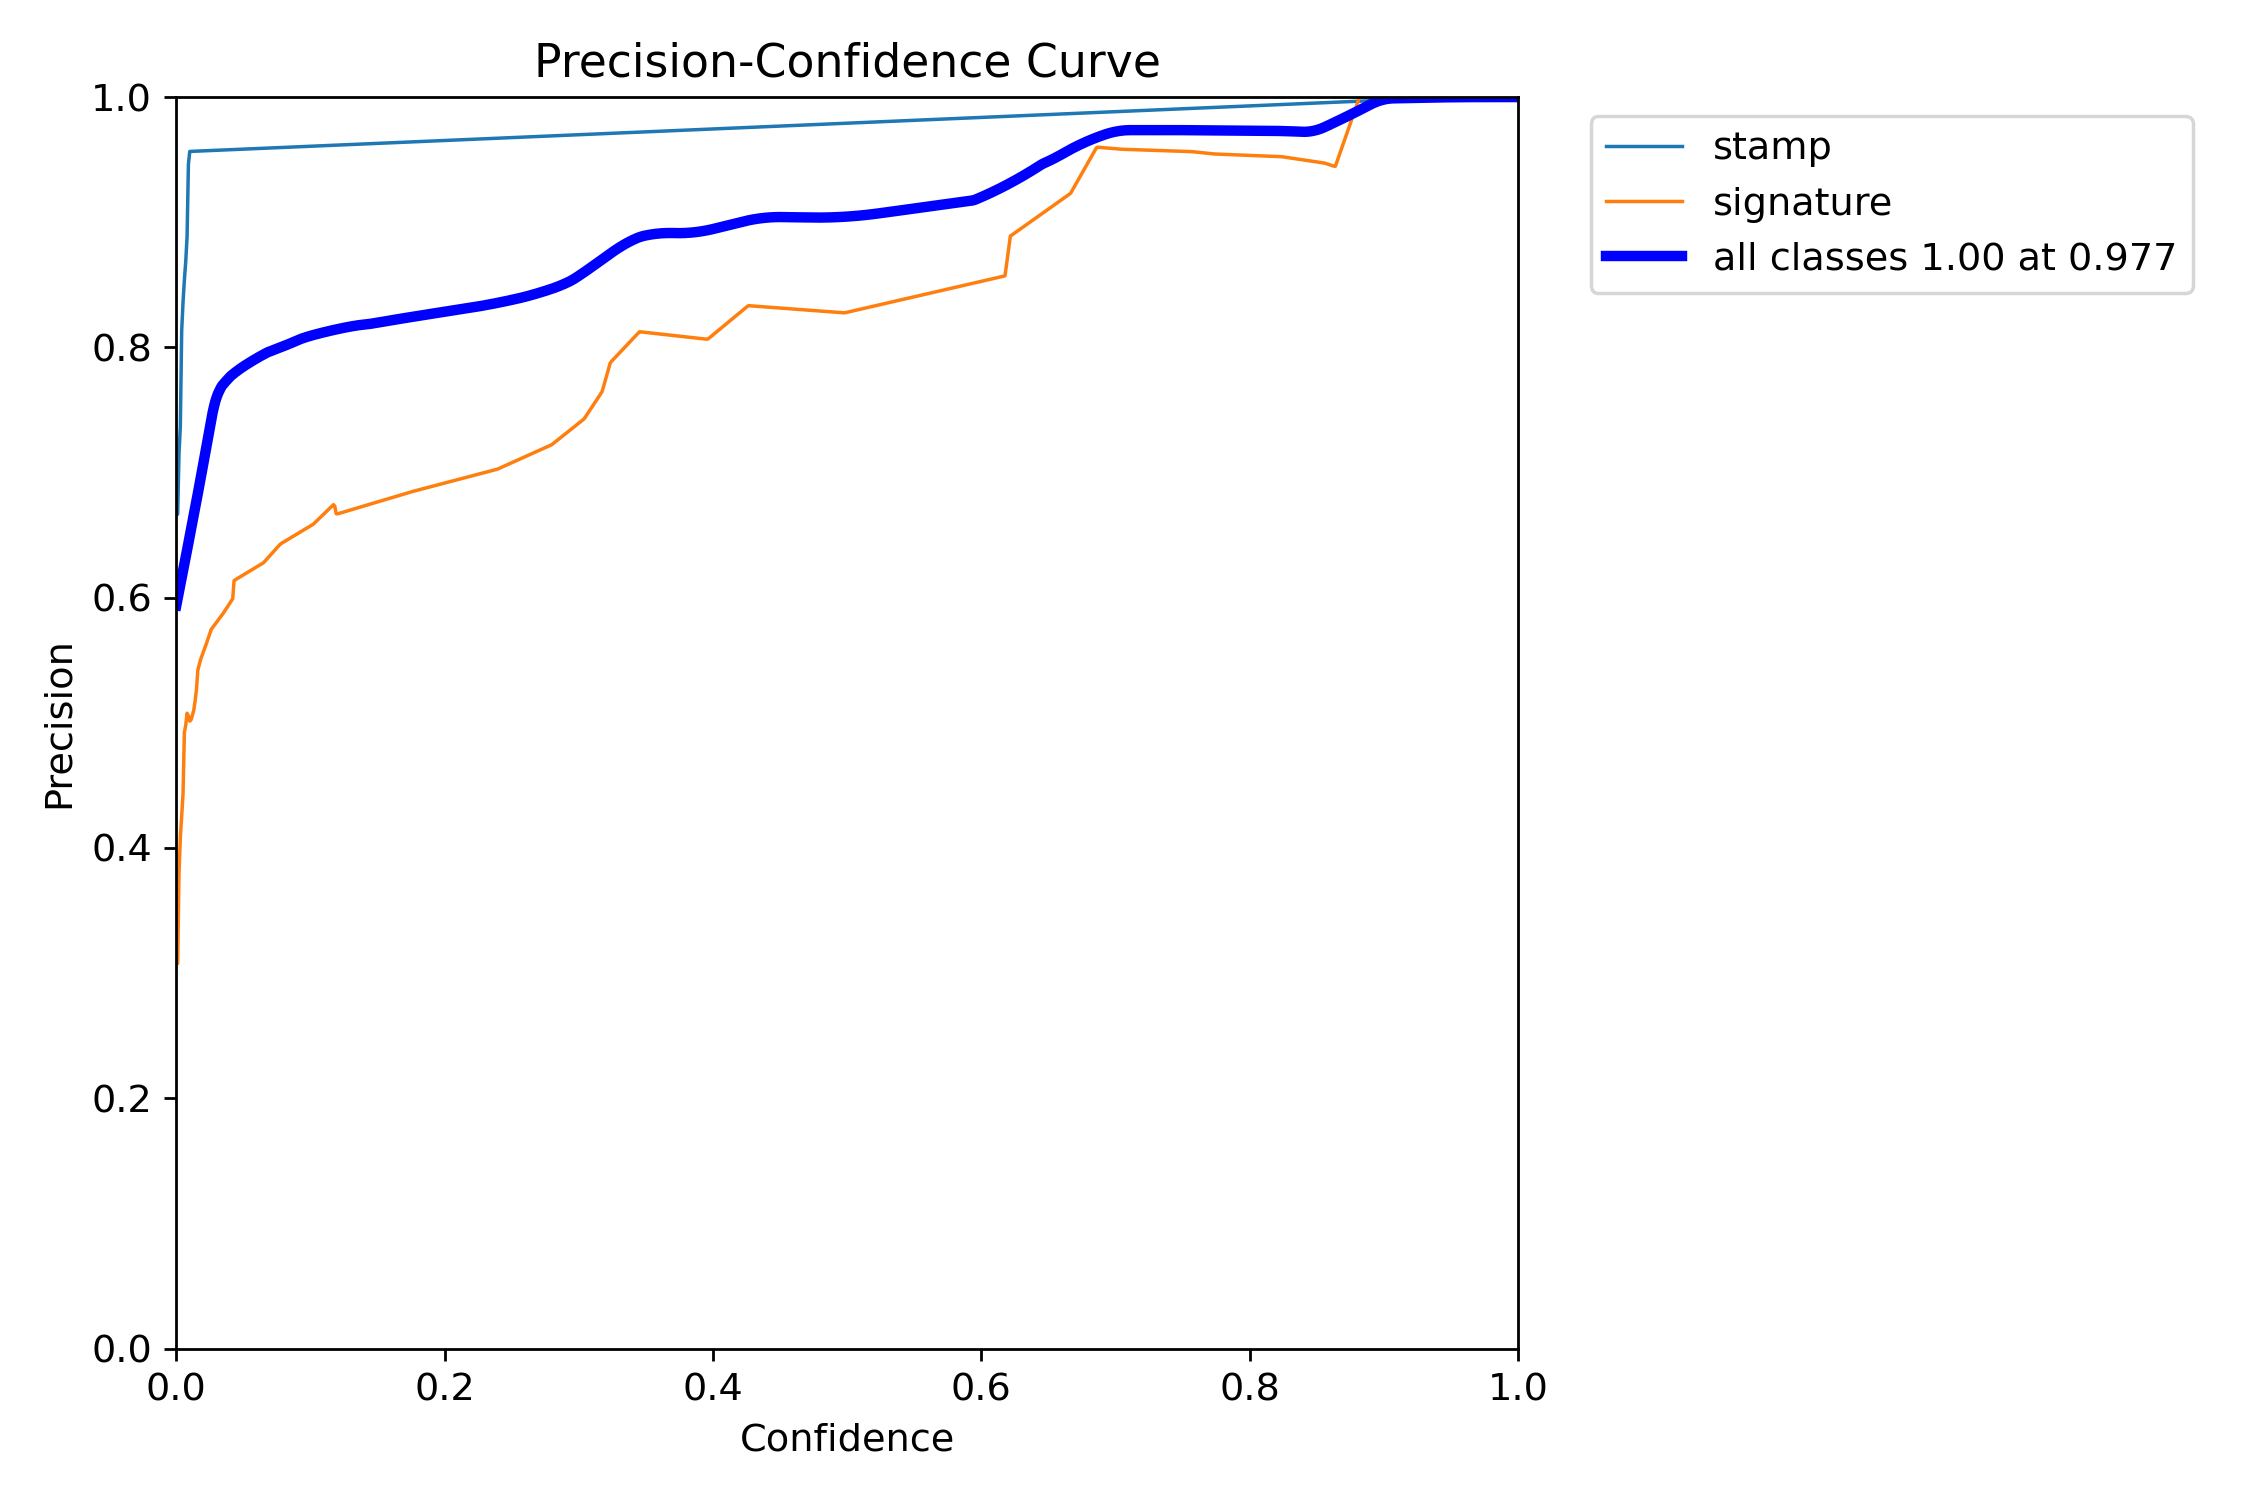 Precision-Confidence Curve
1.0
0.8
0.6
0.4
0.2
0.0
Precision
0.0 0.2 0.4 0.6 0.8 1.0
Confidence
stamp
signature
all classes 1.00 at 0.977